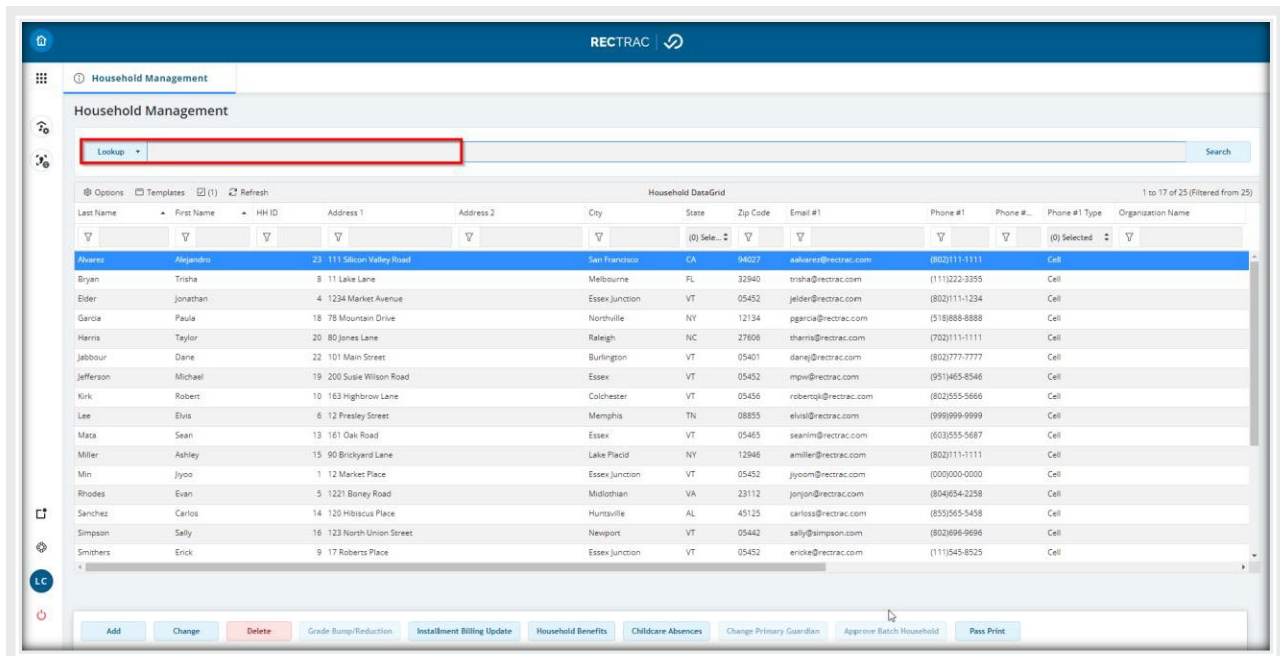 RECTRAC
Household Management
Household Management
Lookup Search
Options Templates (1) Refresh Household DataGrid 1 to 17 of 25 (Filtered from 25)
Last Name First Name HH ID Address 1 Address 2 City State Zip Code Email #1 Phone #1 Phone #... Phone #1 Type Organization Name
(0) Sele... (0) Selected
Alvarez Alejandro 23 111 Silicon Valley Road San Francisco CA 94027 aalvarez@rectrac.com (802)111-1111 Cell
Bryan Trisha 8 11 Lake Lane Melbourne FL 32940 trisha@rectrac.com (111)222-3355 Cell
Elder Jonathan 4 1234 Market Avenue Essex Junction VT 05452 jelder@rectrac.com (802)111-1234 Cell
Garcia Paula 18 78 Mountain Drive Northville NY 12134 pgarcia@rectrac.com (518)888-8888 Cell
Harris Taylor 20 80 Jones Lane Raleigh NC 27606 tharris@rectrac.com (702)111-1111 Cell
Jabbour Dane 22 101 Main Street Burlington VT 05401 danej@rectrac.com (802)777-7777 Cell
Jefferson Michael 19 200 Susie Wilson Road Essex VT 05452 mpw@rectrac.com (951)465-8546 Cell
Kirk Robert 10 163 Highbrow Lane Colchester VT 05456 robertqk@rectrac.com (802)555-5666 Cell
Lee Elvis 6 12 Presley Street Memphis TN 08855 elvisl@rectrac.com (999)999-9999 Cell
Mata Sean 13 161 Oak Road Essex VT 05465 seanlm@rectrac.com (603)555-5687 Cell
Miller Ashley 15 90 Brickyard Lane Lake Placid NY 12946 amiller@rectrac.com (802)111-1111 Cell
Min Jiyoo 1 12 Market Place Essex Junction VT 05452 jiyoom@rectrac.com (000)000-0000 Cell
Rhodes Evan 5 1221 Boney Road Midlothian VA 23112 jonjon@rectrac.com (804)654-2258 Cell
Sanchez Carlos 14 120 Hibiscus Place Huntsville AL 45125 carloss@rectrac.com (855)565-5458 Cell
Simpson Sally 16 123 North Union Street Newport VT 05442 sally@simpson.com (802)696-9696 Cell
Smithers Erick 9 17 Roberts Place Essex Junction VT 05452 ericke@rectrac.com (111)545-8525 Cell
LC
Add Change Delete Grade Bump/Reduction Installment Billing Update Household Benefits Childcare Absences Change Primary Guardian Approve Batch Household Pass Print